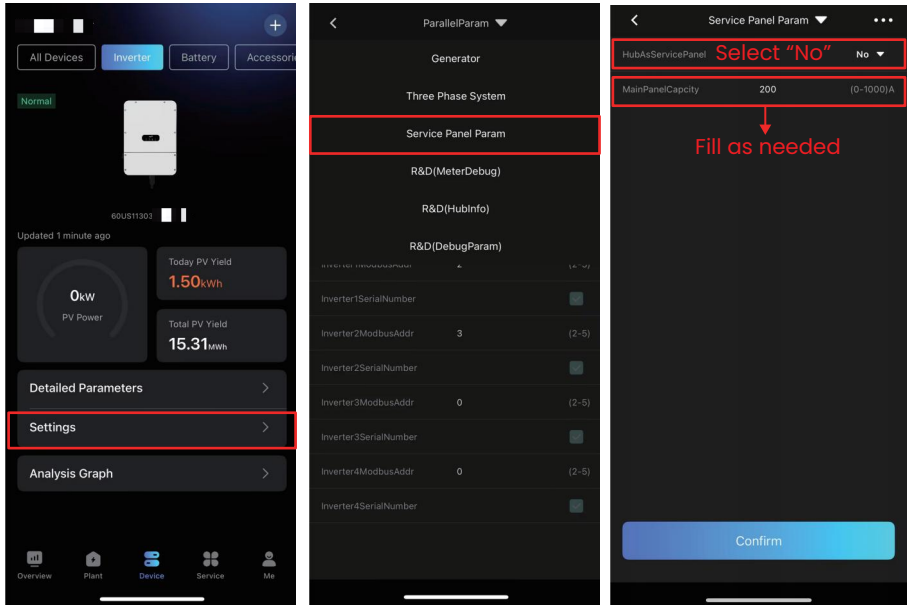 All Devices
Inverter
Battery
Accessori
Normal
60US11303
Updated 1 minute ago
0kW
PV Power
Today PV Yield
1.50kWh
Total PV Yield
15.31MWh
Detailed Parameters
Settings
Analysis Graph
Overview
Plant
Device
Service
Me
ParallelParam
Generator
Three Phase System
Service Panel Param
R&D(MeterDebug)
R&D(HubInfo)
R&D(DebugParam)
Inverter1ModbusAddr 2 (2-5)
Inverter1SerialNumber
Inverter2ModbusAddr 3 (2-5)
Inverter2SerialNumber
Inverter3ModbusAddr 0 (2-5)
Inverter3SerialNumber
Inverter4ModbusAddr 0 (2-5)
Inverter4SerialNumber
Service Panel Param
HubAsServicePanel Select “No” No
MainPanelCapcity 200 (0-1000)A
Fill as needed
Confirm